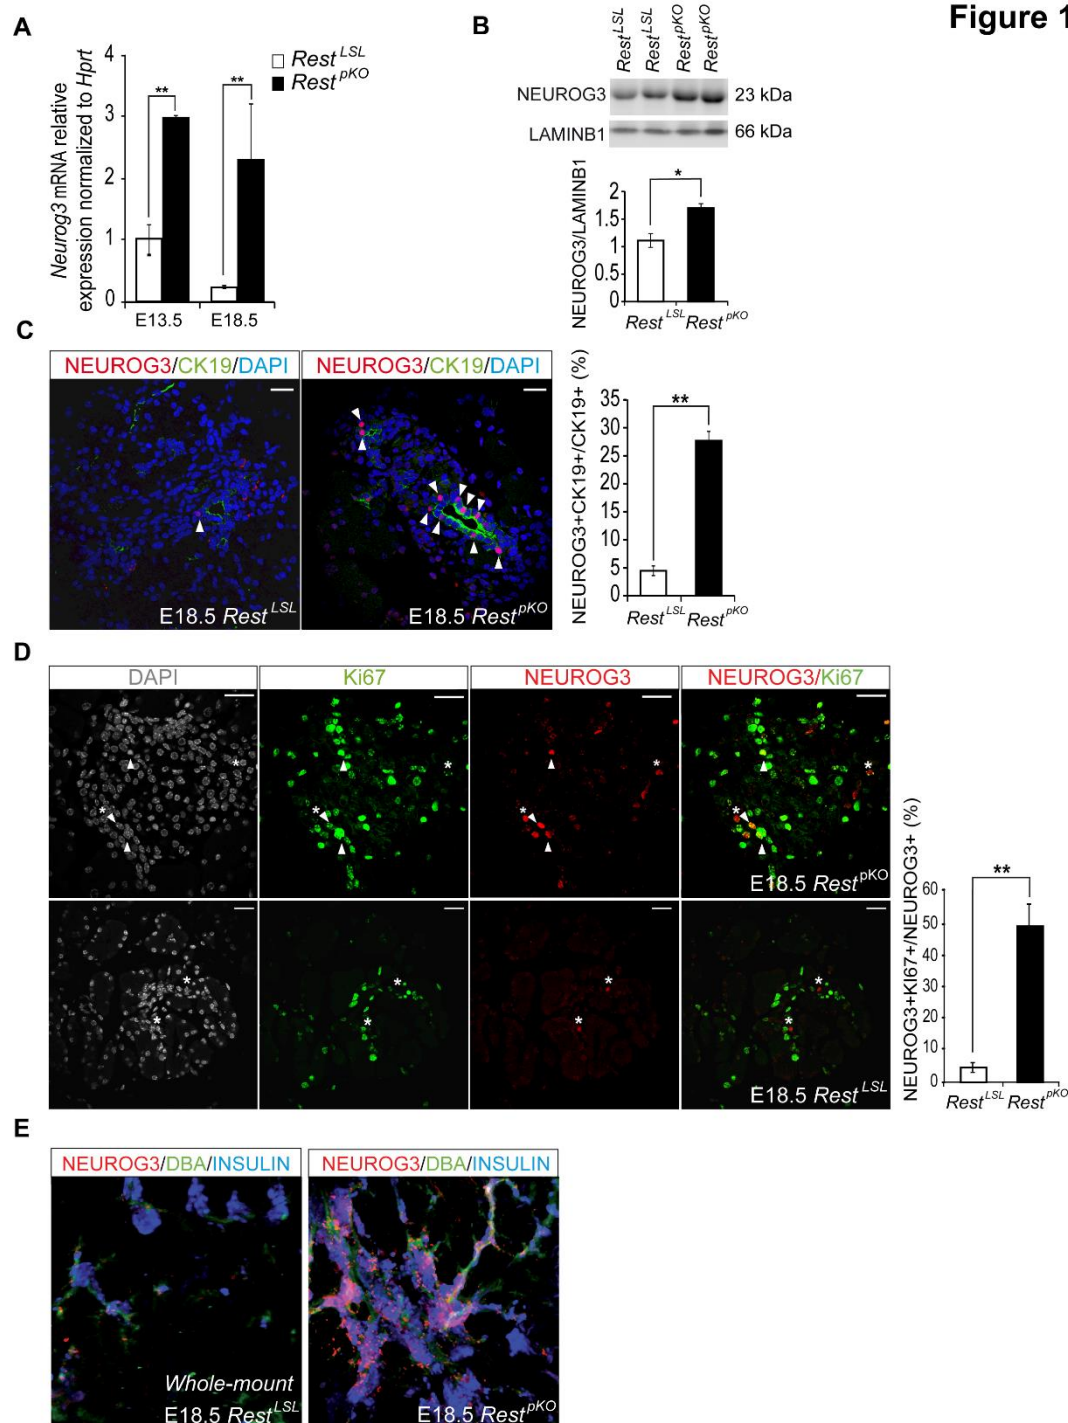 Figure 1
A
Neurog3 mRNA relative
expression normalized to Hprt
4
3
2
1
0
**
**
Rest LSL
Rest pKO
E13.5
E18.5
B
Rest LSL
Rest LSL
Rest pKO
Rest pKO
NEUROG3
23 kDa
LAMINB1
66 kDa
NEUROG3/LAMINB1
2
1.5
1
0.5
0
*
Rest LSL
Rest pKO
C
NEUROG3/CK19/DAPI
NEUROG3/CK19/DAPI
E18.5 Rest LSL
E18.5 Rest pKO
NEUROG3+CK19+/CK19+ (%)
35
30
25
20
15
10
5
0
**
Rest LSL
Rest pKO
D
DAPI
Ki67
NEUROG3
NEUROG3/Ki67
*
*
*
*
*
*
*
*
E18.5 Rest pKO
*
*
*
*
*
*
*
*
E18.5 Rest LSL
NEUROG3+KI67+/NEUROG3+ (%)
60
50
40
30
20
10
0
**
Rest LSL
Rest pKO
E
NEUROG3/DBA/INSULIN
NEUROG3/DBA/INSULIN
Whole-mount
E18.5 Rest LSL
E18.5 Rest pKO